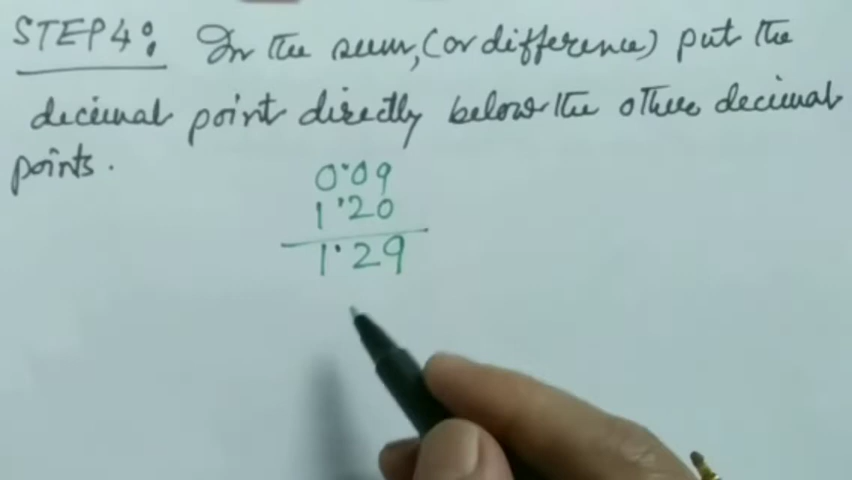 STEP4: In the sum, (or difference) put the
decimal point directly below the other decimal
points.
0.09
1.20
1.29